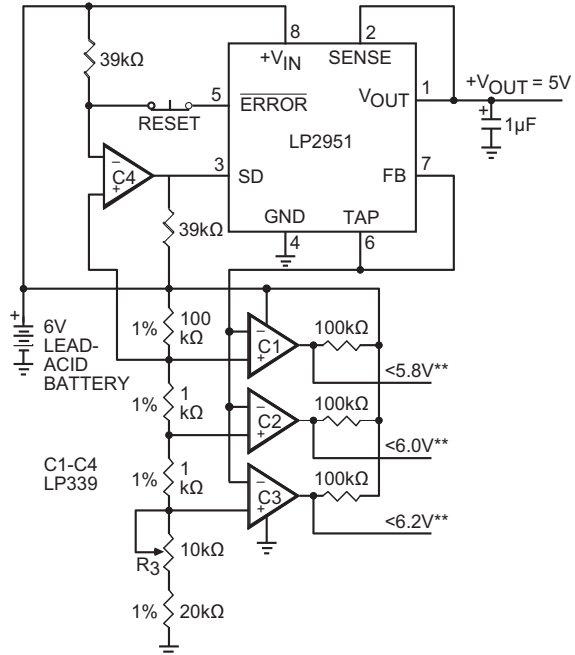 39kΩ
8
+VIN
2
SENSE
5
ERROR
RESET
VOUT
1
+VOUT = 5V
+
1µF
LP2951
–
+
C4
3
SD
FB
7
39kΩ
GND
4
TAP
6
+
6V
LEAD-
ACID
BATTERY
1%
100
kΩ
–
+
C1
100kΩ
<5.8V**
1%
1
kΩ
–
+
C2
100kΩ
<6.0V**
C1-C4
LP339
1%
1
kΩ
–
+
C3
100kΩ
<6.2V**
R3
10kΩ
1%
20kΩ